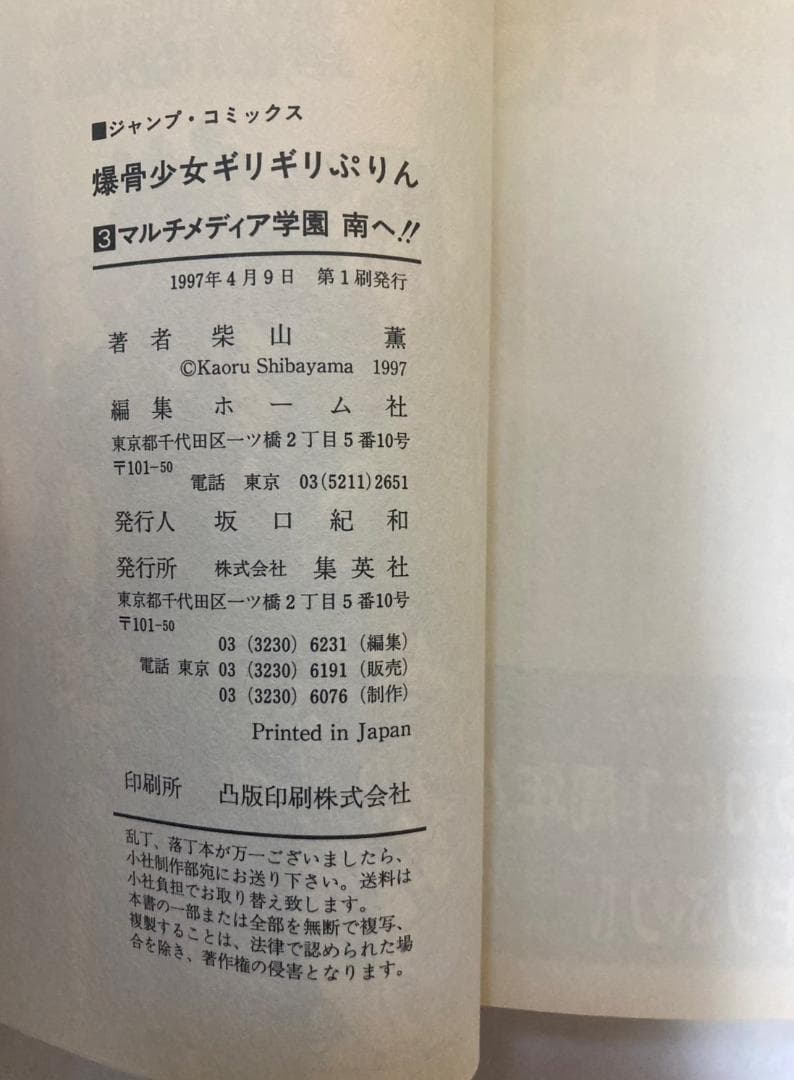 ■ジャンプ・コミックス
爆骨少女ギリギリぷりん
3マルチメディア学園 南へ!!
1997年4月9日 第1刷発行
著者 柴山 薫
©Kaoru Shibayama 1997
編集 ホーム社
東京都千代田区一ツ橋2丁目5番10号
〒101-50
電話 東京 03(5211)2651
発行人 坂口紀和
発行所 株式会社 集英社
東京都千代田区一ツ橋2丁目5番10号
〒101-50
03 (3230) 6231 (編集)
電話 東京 03 (3230) 6191 (販売)
03 (3230) 6076 (制作)
Printed in Japan
印刷所 凸版印刷株式会社
乱丁、落丁本が万一ございましたら、
小社制作部宛にお送り下さい。送料は
小社負担でお取り替え致します。
本書の一部または全部を無断で複写、
複製することは、法律で認められた場
合を除き、著作権の侵害となります。